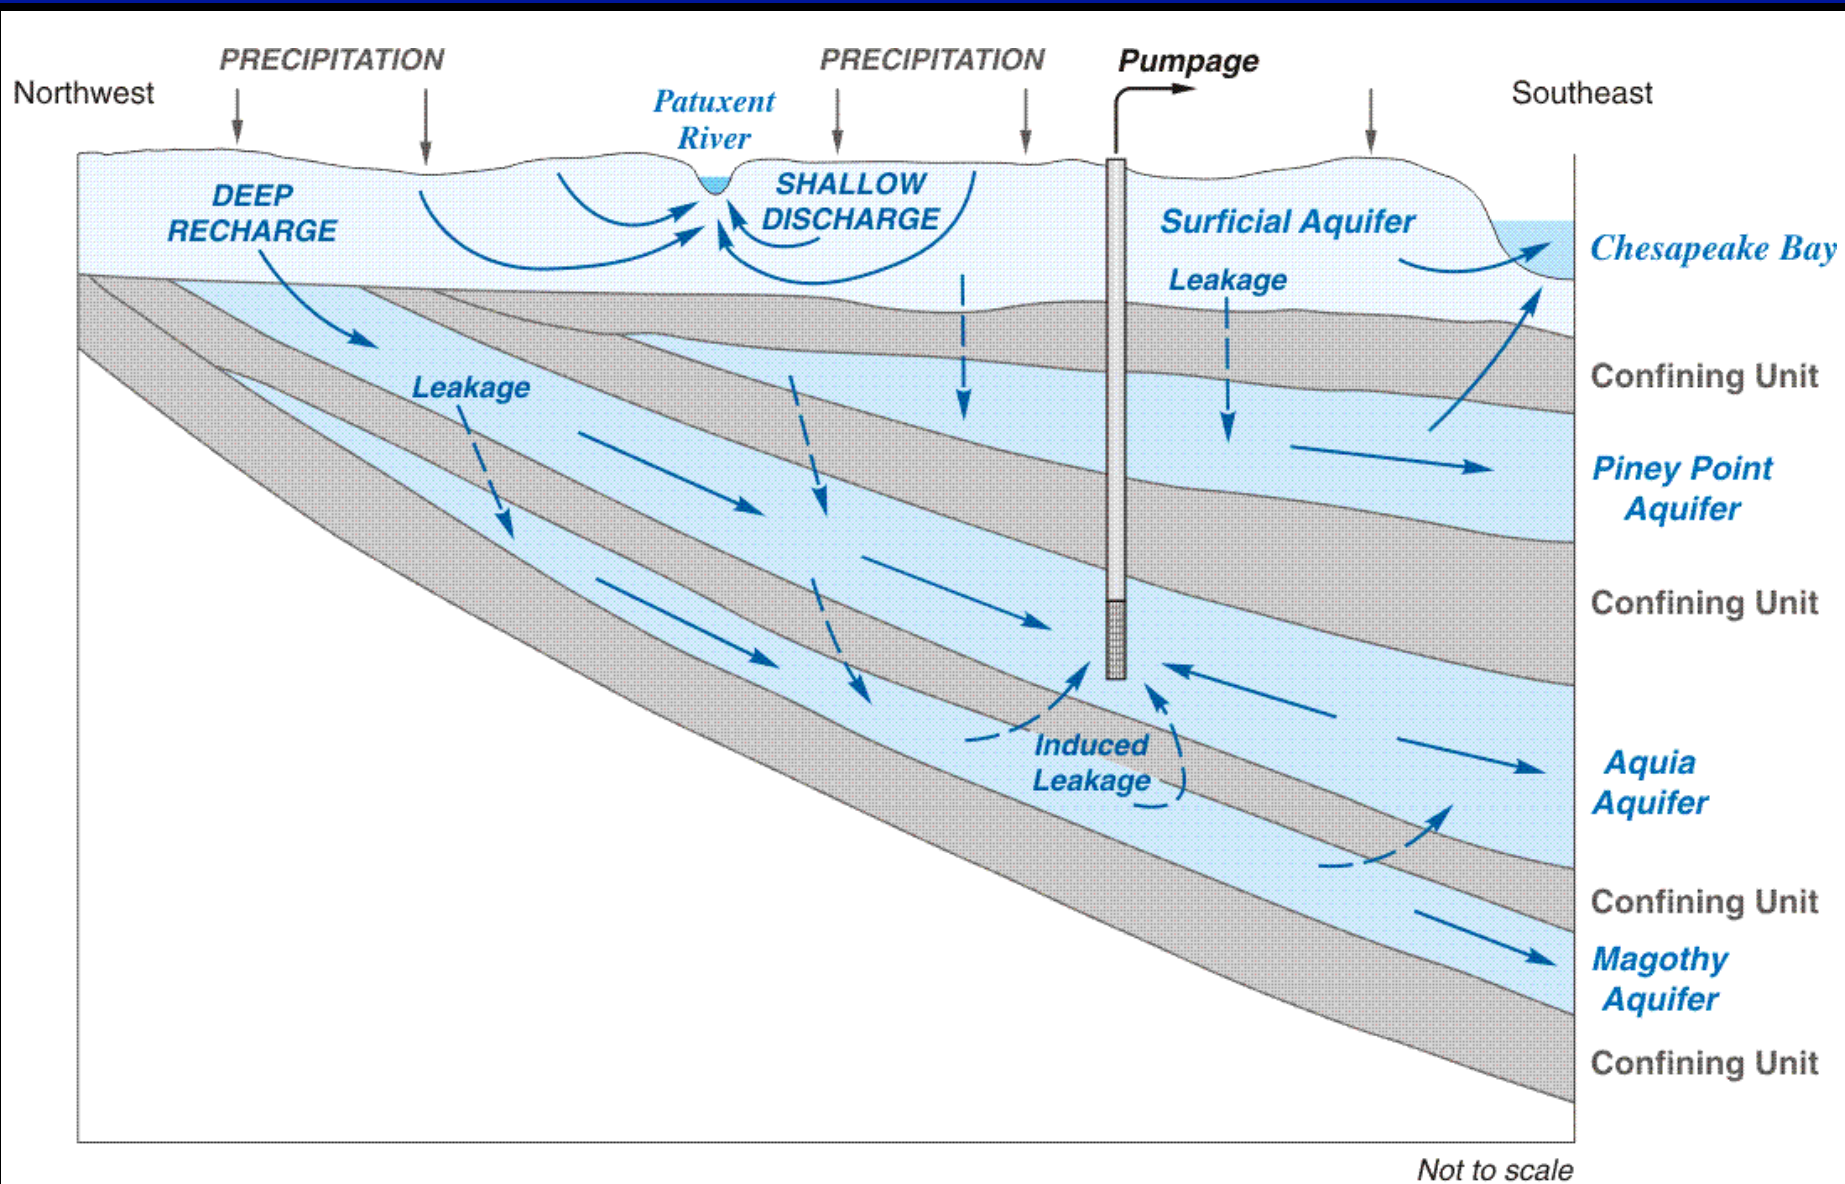 PRECIPITATION
PRECIPITATION
Pumpage
Northwest
Southeast
Patuxent
River
DEEP
RECHARGE
SHALLOW
DISCHARGE
Surficial Aquifer
Chesapeake Bay
Leakage
Leakage
Confining Unit
Piney Point
Aquifer
Confining Unit
Induced
Leakage
Aquia
Aquifer
Confining Unit
Magothy
Aquifer
Confining Unit
Not to scale